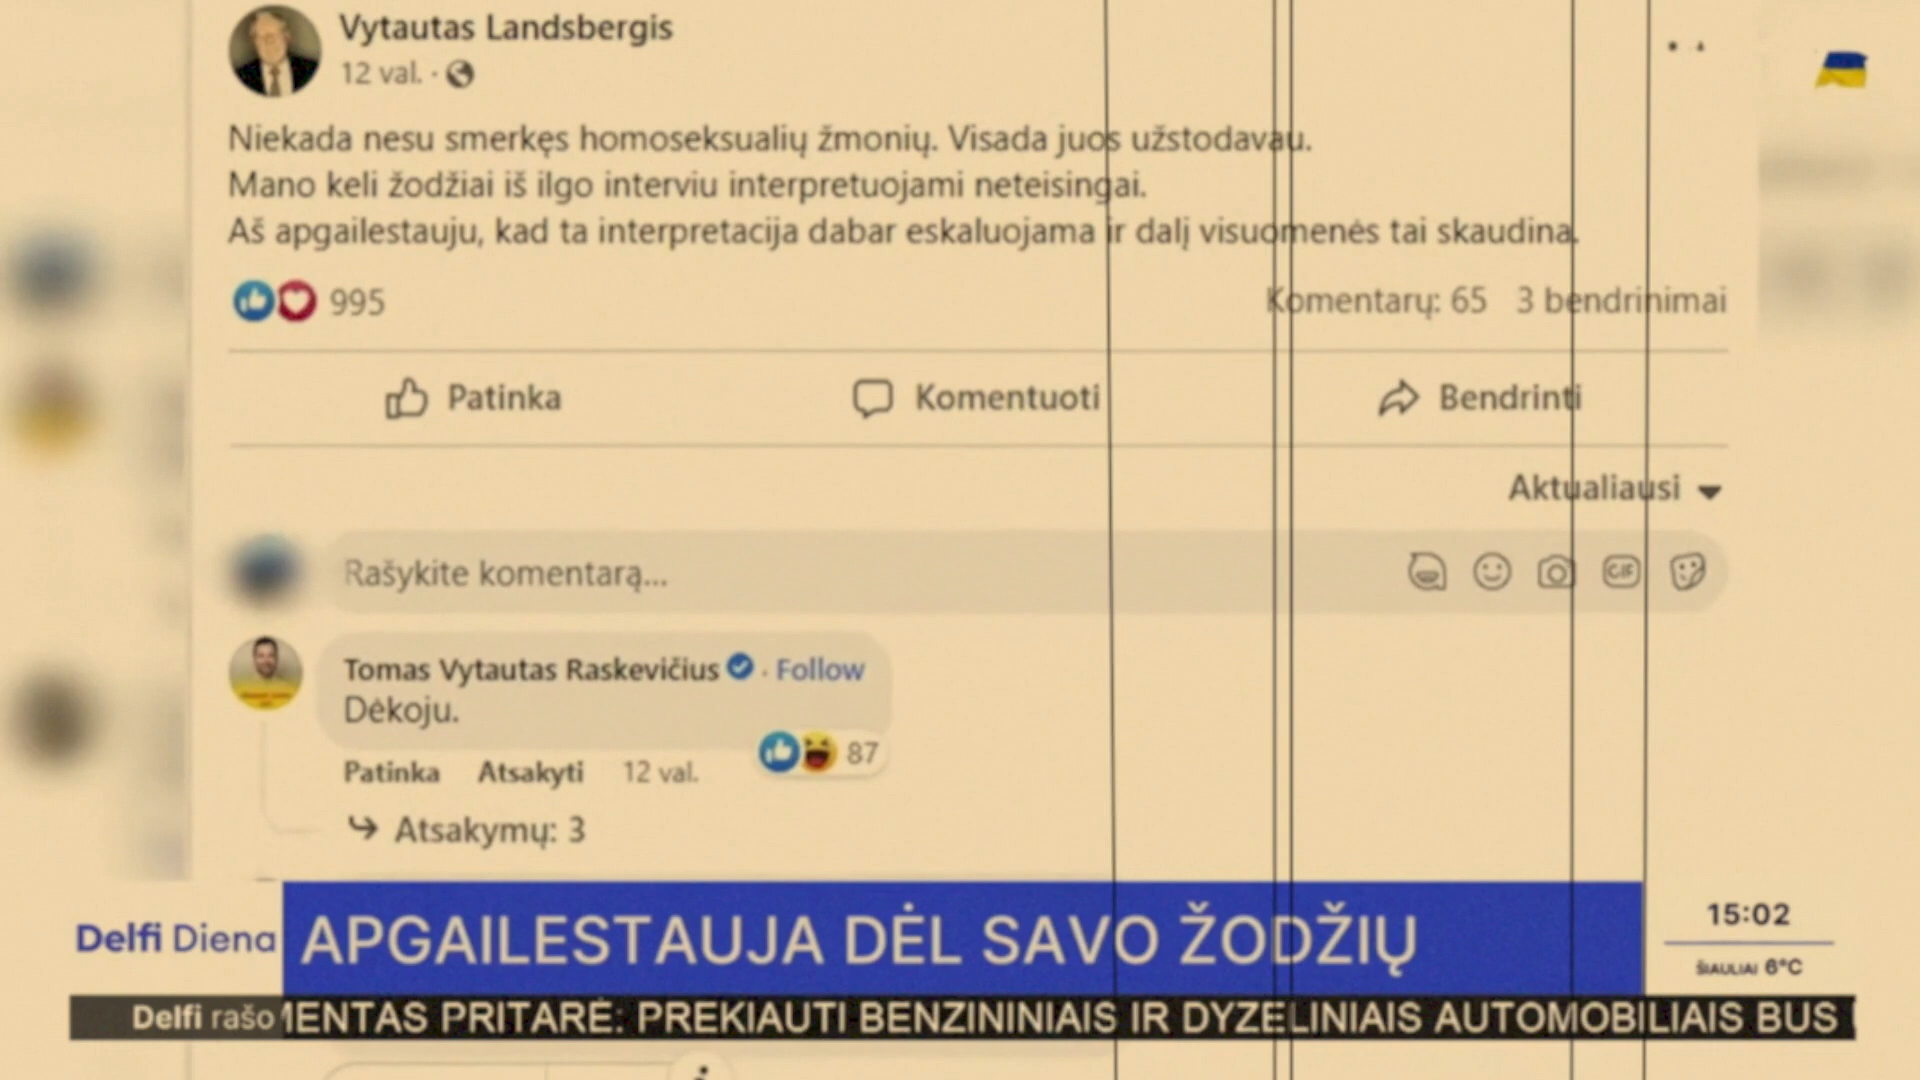 Vytautas Landsbergis
12 val. ·
Niekada nesu smerkęs homoseksualių žmonių. Visada juos užstodavau.
Mano keli žodžiai iš ilgo interviu interpretuojami neteisingai.
Aš apgailestauju, kad ta interpretacija dabar eskaluojama ir dalį visuomenės tai skaudina.
995
Komentarų: 65 3 bendrinimai
Patinka Komentuoti Bendrinti
Aktualiausi
Rašykite komentarą...
GIF
Tomas Vytautas Raskevičius · Follow
Dėkoju.
87
Patinka Atsakyti 12 val.
Atsakymų: 3
Delfi Diena
APGAILESTAUJA DĖL SAVO ŽODŽIŲ
15:02
ŠIAULIAI 6°C
Delfi rašo
MENTAS PRITARĖ: PREKIAUTI BENZININIAIS IR DYZELINIAIS AUTOMOBILIAIS BUS